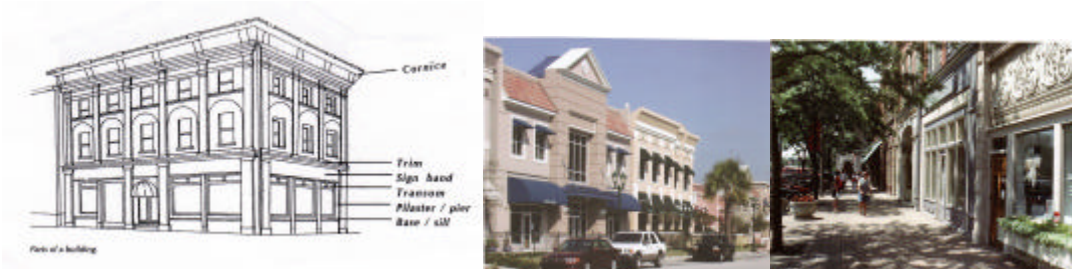 Cornice
Trim
Sign band
Transom
Pilaster / pier
Base / sill
Parts of a building